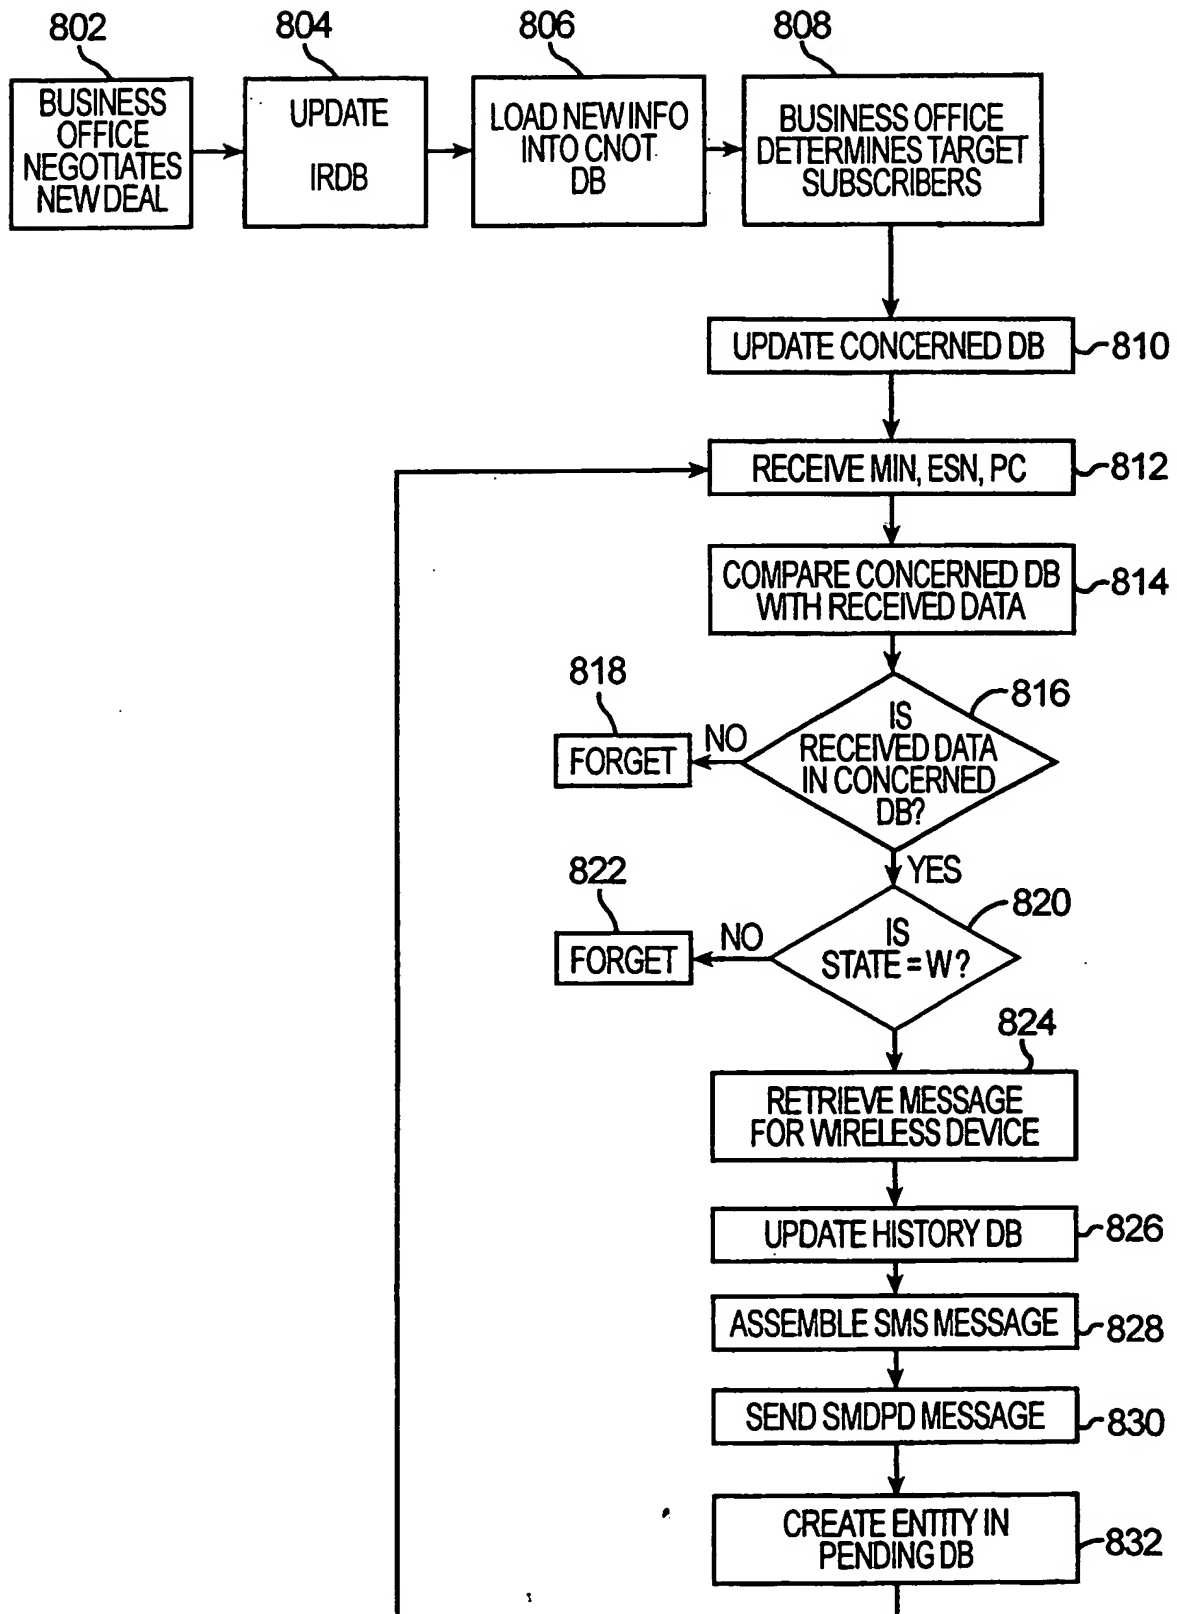 802
804
806
808
BUSINESS
OFFICE
NEGOTIATES
NEW DEAL
UPDATE
IRDB
LOAD NEW INFO
INTO CNOT
DB
BUSINESS OFFICE
DETERMINES TARGET
SUBSCRIBERS
UPDATE CONCERNED DB
810
RECEIVE MIN, ESN, PC
812
COMPARE CONCERNED DB
WITH RECEIVED DATA
814
816
IS
RECEIVED DATA
IN CONCERNED
DB?
NO
818
FORGET
YES
820
IS
STATE = W?
NO
822
FORGET
824
RETRIEVE MESSAGE
FOR WIRELESS DEVICE
UPDATE HISTORY DB
826
ASSEMBLE SMS MESSAGE
828
SEND SMDPD MESSAGE
830
CREATE ENTITY IN
PENDING DB
832